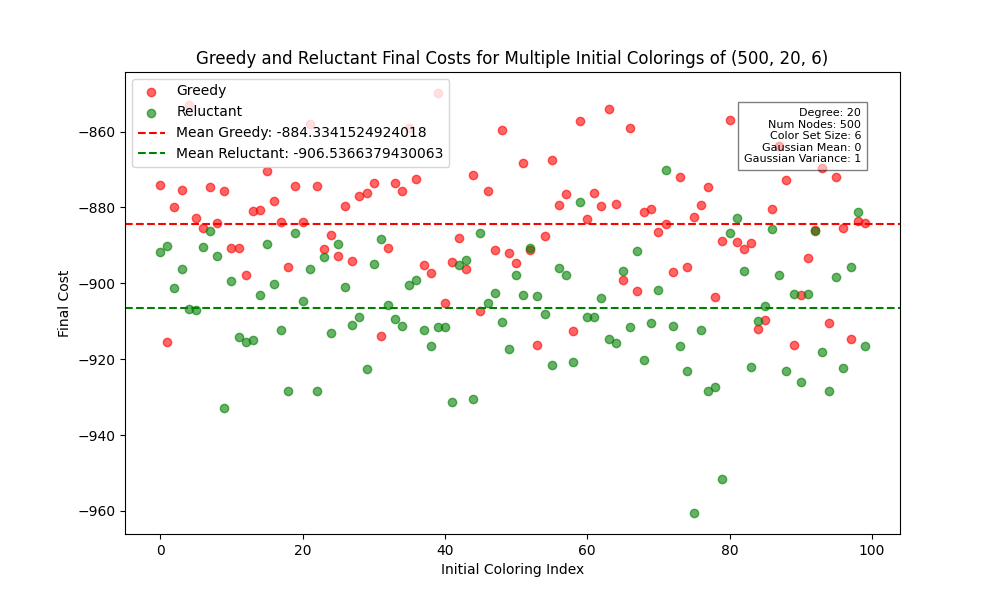 Greedy and Reluctant Final Costs for Multiple Initial Colorings of (500, 20, 6)
Greedy
Reluctant
Mean Greedy: -884.3341524924018
Mean Reluctant: -906.5366379430063
Degree: 20
Num Nodes: 500
Color Set Size: 6
Gaussian Mean: 0
Gaussian Variance: 1
Final Cost
−860
−880
−900
−920
−940
−960
0
20
40
60
80
100
Initial Coloring Index